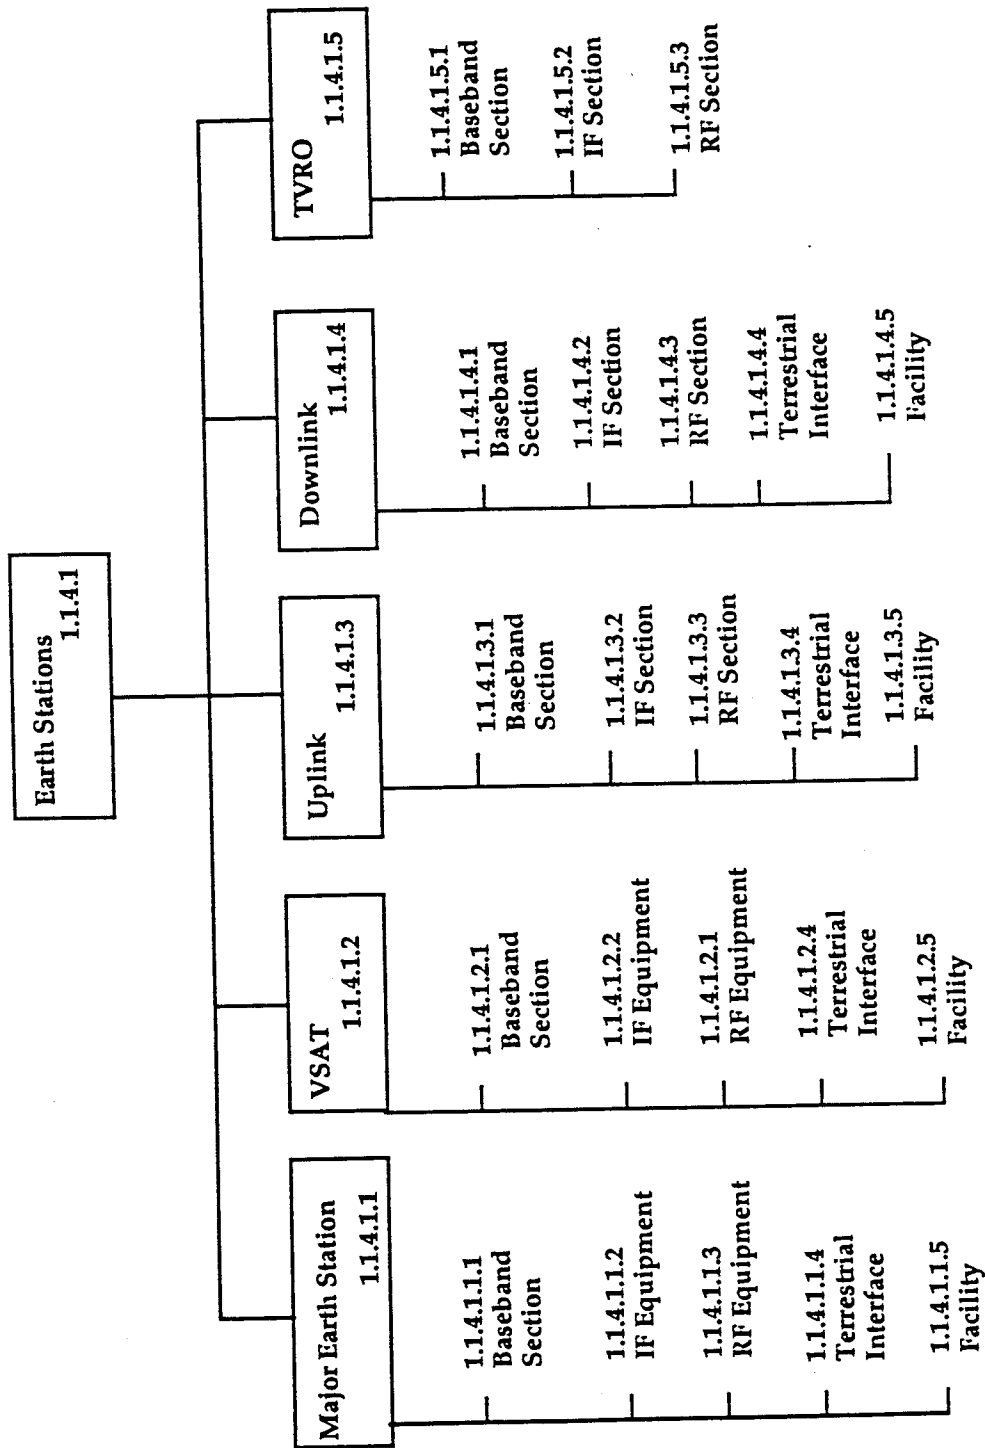 Earth Stations
1.1.4.1
Major Earth Station
1.1.4.1.1
1.1.4.1.1.1
Baseband
Section
1.1.4.1.1.2
IF Equipment
1.1.4.1.1.3
RF Equipment
1.1.4.1.1.4
Terrestrial
Interface
1.1.4.1.1.5
Facility
VSAT
1.1.4.1.2
1.1.4.1.2.1
Baseband
Section
1.1.4.1.2.2
IF Equipment
1.1.4.1.2.1
RF Equipment
1.1.4.1.2.4
Terrestrial
Interface
1.1.4.1.2.5
Facility
Uplink
1.1.4.1.3
1.1.4.1.3.1
Baseband
Section
1.1.4.1.3.2
IF Section
1.1.4.1.3.3
RF Section
1.1.4.1.3.4
Terrestrial
Interface
1.1.4.1.3.5
Facility
Downlink
1.1.4.1.4
1.1.4.1.4.1
Baseband
Section
1.1.4.1.4.2
IF Section
1.1.4.1.4.3
RF Section
1.1.4.1.4.4
Terrestrial
Interface
1.1.4.1.4.5
Facility
TVRO
1.1.4.1.5
1.1.4.1.5.1
Baseband
Section
1.1.4.1.5.2
IF Section
1.1.4.1.5.3
RF Section